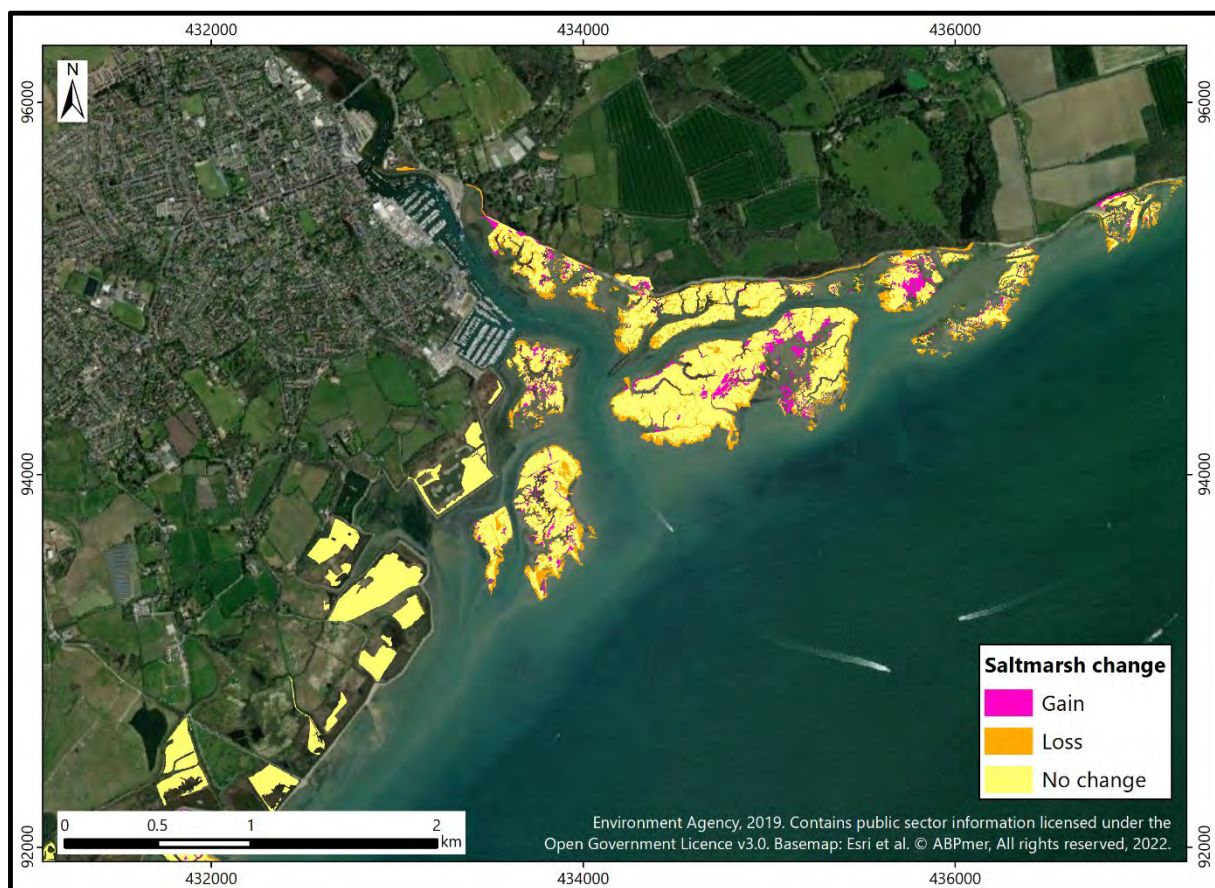 432000 434000 436000
N
96000 96000
94000 94000
92000 92000
Saltmarsh change
Gain
Loss
No change
0 0.5 1 2
km
Environment Agency, 2019. Contains public sector information licensed under the
Open Government Licence v3.0. Basemap: Esri et al. © ABPmer, All rights reserved, 2022.
432000 434000 436000